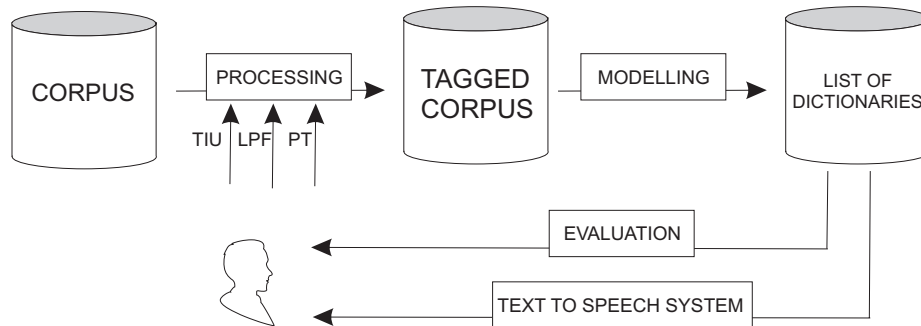 CORPUS
PROCESSING
TAGGED
CORPUS
MODELLING
LIST OF
DICTIONARIES
TIU LPF PT
EVALUATION
TEXT TO SPEECH SYSTEM